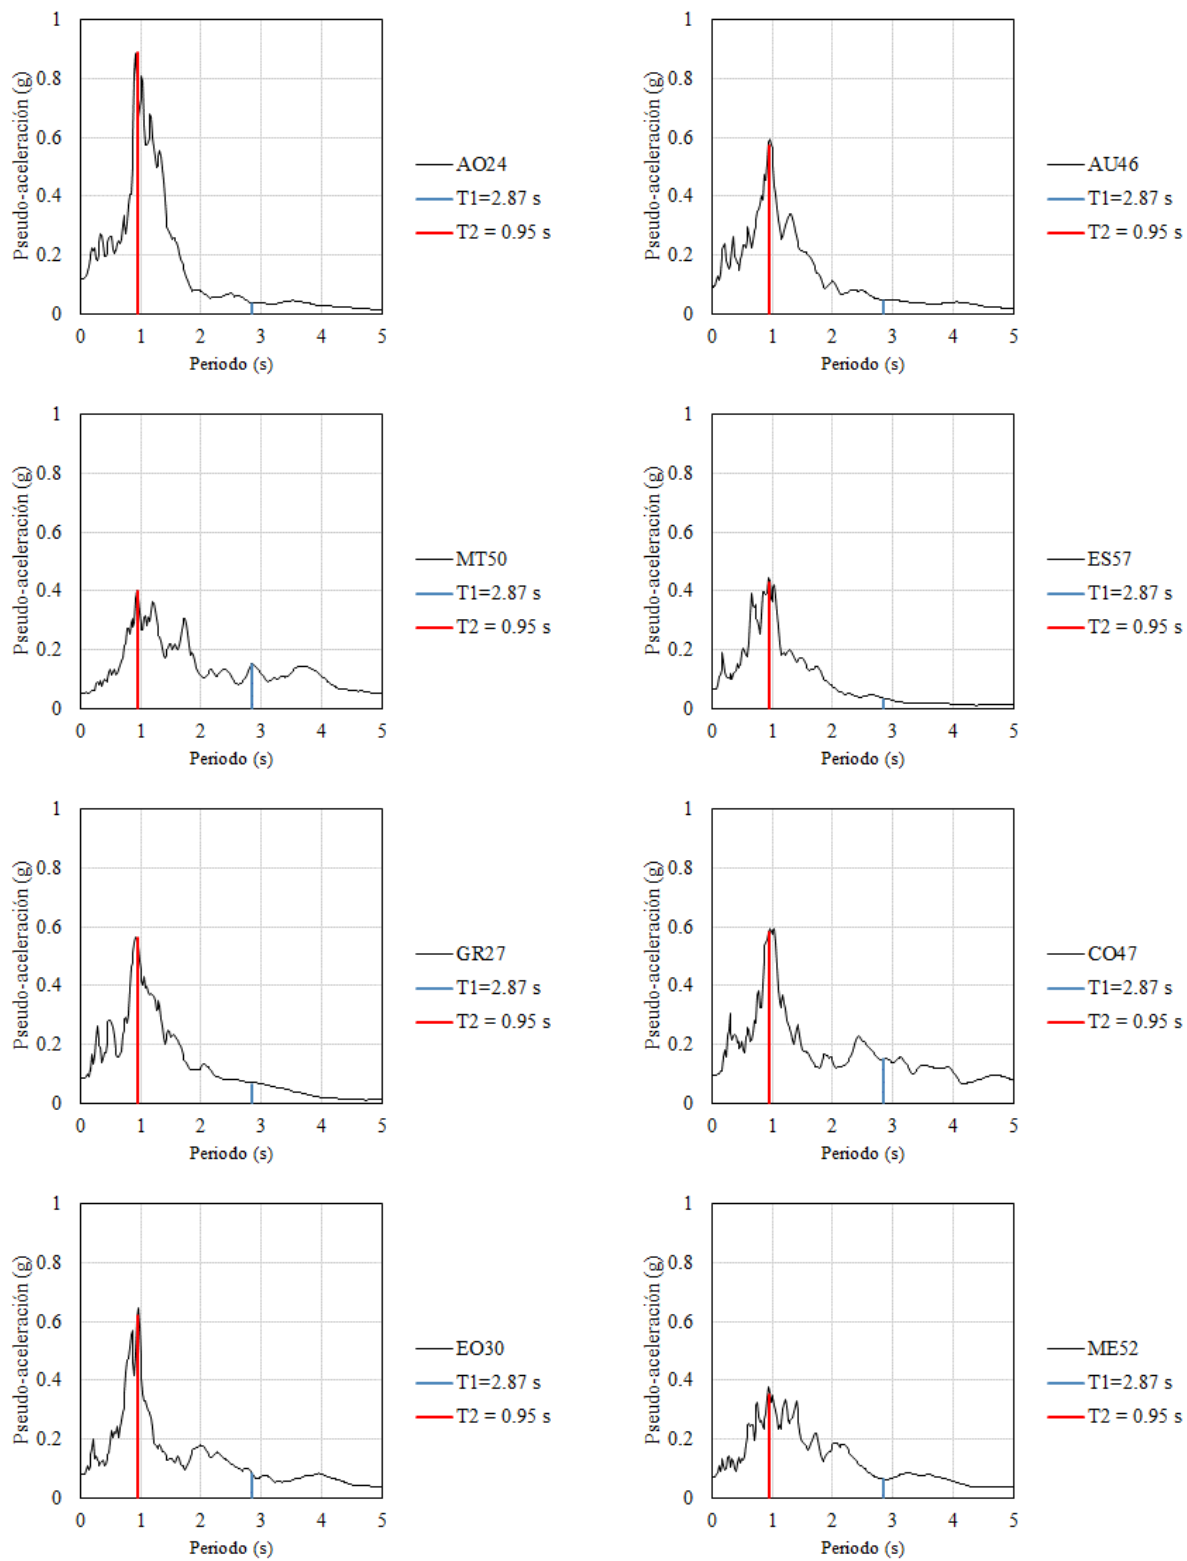 1
0.8
0.6
0.4
0.2
0
Pseudo-aceleración (g)
0 1 2 3 4 5
Periodo (s)
AO24
T1=2.87 s
T2 = 0.95 s
1
0.8
0.6
0.4
0.2
0
Pseudo-aceleración (g)
0 1 2 3 4 5
Periodo (s)
AU46
T1=2.87 s
T2 = 0.95 s
1
0.8
0.6
0.4
0.2
0
Pseudo-aceleración (g)
0 1 2 3 4 5
Periodo (s)
MT50
T1=2.87 s
T2 = 0.95 s
1
0.8
0.6
0.4
0.2
0
Pseudo-aceleración (g)
0 1 2 3 4 5
Periodo (s)
ES57
T1=2.87 s
T2 = 0.95 s
1
0.8
0.6
0.4
0.2
0
Pseudo-aceleración (g)
0 1 2 3 4 5
Periodo (s)
GR27
T1=2.87 s
T2 = 0.95 s
1
0.8
0.6
0.4
0.2
0
Pseudo-aceleración (g)
0 1 2 3 4 5
Periodo (s)
CO47
T1=2.87 s
T2 = 0.95 s
1
0.8
0.6
0.4
0.2
0
Pseudo-aceleración (g)
0 1 2 3 4 5
Periodo (s)
EO30
T1=2.87 s
T2 = 0.95 s
1
0.8
0.6
0.4
0.2
0
Pseudo-aceleración (g)
0 1 2 3 4 5
Periodo (s)
ME52
T1=2.87 s
T2 = 0.95 s